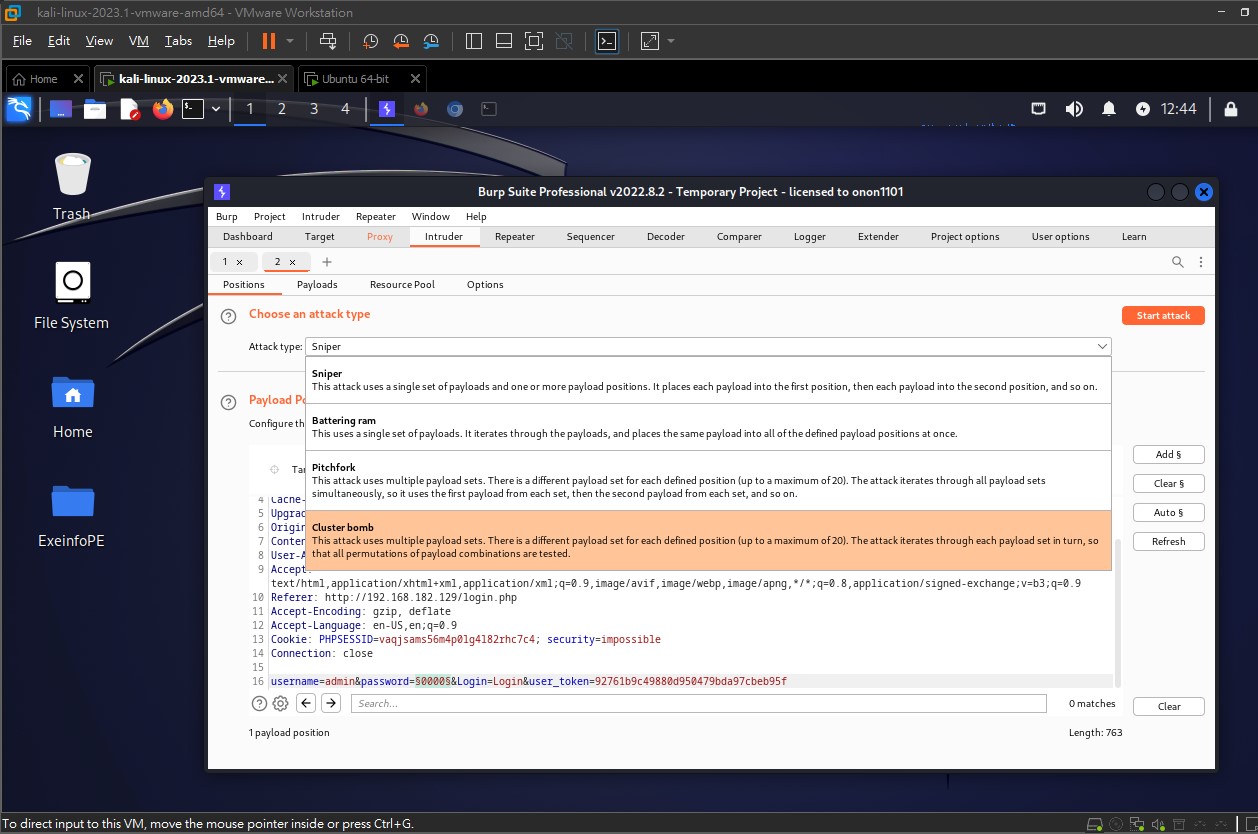 kali-linux-2023.1-vmware-amd64 - VMware Workstation
File Edit View VM Tabs Help
Home kali-linux-2023.1-vmware... Ubuntu 64-bit
1 2 3 4 12:44
Trash
File System
Home
ExeinfoPE
Burp Suite Professional v2022.8.2 - Temporary Project - licensed to onon1101
Burp Project Intruder Repeater Window Help
Dashboard Target Proxy Intruder Repeater Sequencer Decoder Comparer Logger Extender Project options User options Learn
1 × 2 × +
Positions Payloads Resource Pool Options
? Choose an attack type
Start attack
Attack type: Sniper
Sniper
This attack uses a single set of payloads and one or more payload positions. It places each payload into the first position, then each payload into the second position, and so on.
Battering ram
This uses a single set of payloads. It iterates through the payloads, and places the same payload into all of the defined payload positions at once.
Pitchfork
This attack uses multiple payload sets. There is a different payload set for each defined position (up to a maximum of 20). The attack iterates through all payload sets
simultaneously, so it uses the first payload from each set, then the second payload from each set, and so on.
Cluster bomb
This attack uses multiple payload sets. There is a different payload set for each defined position (up to a maximum of 20). The attack iterates through each payload set in turn, so
that all permutations of payload combinations are tested.
? Payload Po
Configure th
Tar
Add §
Clear §
Auto §
Refresh
4 Cache-
5 Upgrad
6 Origin
7 Conten
8 User-A
9 Accept:
text/html,application/xhtml+xml,application/xml;q=0.9,image/avif,image/webp,image/apng,*/*;q=0.8,application/signed-exchange;v=b3;q=0.9
10 Referer: http://192.168.182.129/login.php
11 Accept-Encoding: gzip, deflate
12 Accept-Language: en-US,en;q=0.9
13 Cookie: PHPSESSID=vaqjsams56m4p01g4182rhc7c4; security=impossible
14 Connection: close
15
16 username=admin&password=§0000§&Login=Login&user_token=92761b9c49880d950479bda97cbeb95f
? Search... 0 matches Clear
1 payload position Length: 763
To direct input to this VM, move the mouse pointer inside or press Ctrl+G.